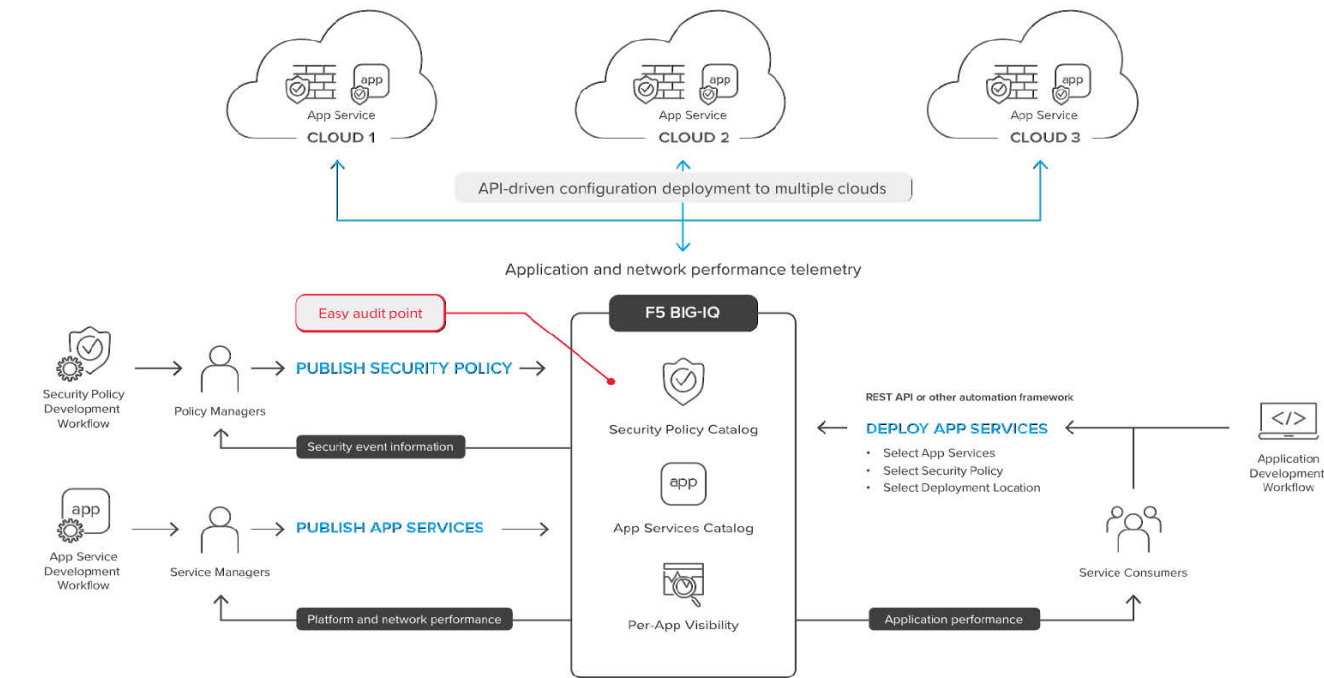 app
App Service
CLOUD 1
app
App Service
CLOUD 2
app
App Service
CLOUD 3
API-driven configuration deployment to multiple clouds
Application and network performance telemetry
Easy audit point
F5 BIG-IQ
Security Policy
Development
Workflow
Policy Managers
PUBLISH SECURITY POLICY
Security event information
app
App Service
Development
Workflow
Service Managers
PUBLISH APP SERVICES
Platform and network performance
Security Policy Catalog
app
App Services Catalog
Per-App Visibility
REST API or other automation framework
DEPLOY APP SERVICES
• Select App Services
• Select Security Policy
• Select Deployment Location
</>
Application
Development
Workflow
Service Consumers
Application performance